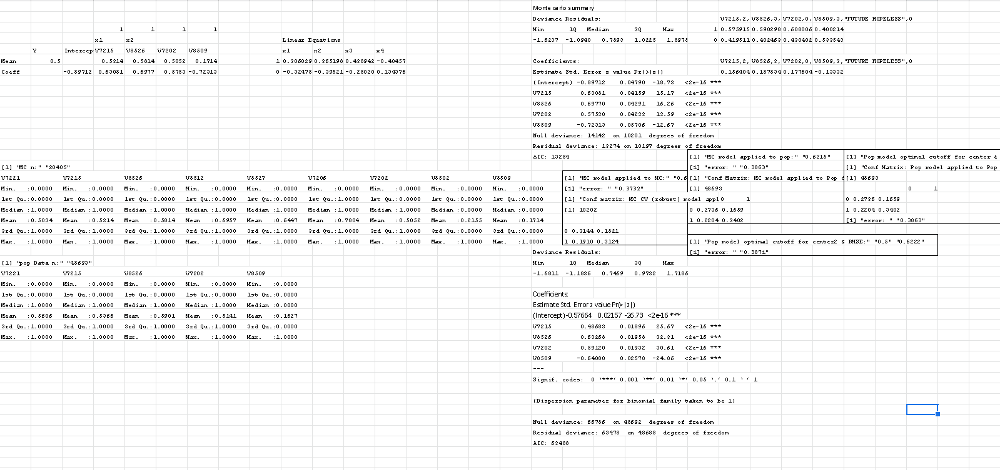 Monte carlo summary
Deviance Residuals: V7215,2, V8526,3, V7202,0, V8509,3,"FUTURE HOPELESS",0
1 1 1 1 Min 1Q Median 3Q Max 1 0.575915 0.590298 0.608006 0.400214
x1 x2 Linear Equations -1.6237 -1.0940 0.7893 1.0225 1.8978 0 0.419511 0.402463 0.430402 0.533543
Y Intercep V7215 V8526 V7202 V8509 x1 x2 x3 x4
Mean 0.5 0.5314 0.5814 0.5052 0.1714 1 0.306029 0.365198 0.438942 -0.40457 Coefficients: V7215,2, V8526,3, V7202,0, V8509,3,"FUTURE HOPELESS",0
Coeff -0.89712 0.63081 0.6977 0.5753 -0.72313 0 -0.32478 -0.39521 -0.28020 0.134376 Estimate Std. Error z value Pr(>|z|) 0.156404 0.187834 0.177604 -0.13332
(Intercept) -0.89712 0.04790 -18.73 <2e-16 ***
V7215 0.63081 0.04159 15.17 <2e-16 ***
V8526 0.69770 0.04291 16.26 <2e-16 ***
V7202 0.57530 0.04233 13.59 <2e-16 ***
V8509 -0.72313 0.05706 -12.67 <2e-16 ***
Null deviance: 14142 on 10201 degrees of freedom
Residual deviance: 13274 on 10197 degrees of freedom
AIC: 13284 [1] "MC model applied to pop:" "0.6215" [1] "Pop model optimal cutoff for center &
[1] "MC n:" "20405" [1] "error: " "0.3863" [1] "Conf Matrix: Pop model applied to Pop
V7221 V7215 V8526 V8512 V8527 V7206 V7202 V8502 V8509 [1] "MC model applied to MC:" "0.6 [1] "Conf Matrix: MC model applied to Pop [1] 48693
Min. :0.0000 Min. :0.0000 Min. :0.0000 Min. :0.0000 Min. :0.0000 Min. :0.0000 Min. :0.0000 Min. :0.0000 Min. :0.0000 [1] "error: " "0.3732" [1] 48693 0 1
1st Qu.:0.0000 1st Qu.:0.0000 1st Qu.:0.0000 1st Qu.:0.0000 1st Qu.:0.0000 1st Qu.:1.0000 1st Qu.:0.0000 1st Qu.:0.0000 1st Qu.:0.0000 [1] "Conf matrix: MC CV (robust) model appl 0 1 0 0.2736 0.1659
Median :1.0000 Median :1.0000 Median :1.0000 Median :1.0000 Median :1.0000 Median :1.0000 Median :1.0000 Median :0.0000 Median :0.0000 [1] 10202 0 0.2736 0.1659 1 0.2204 0.3402
Mean :0.5034 Mean :0.5314 Mean :0.5814 Mean :0.6957 Mean :0.6447 Mean :0.7804 Mean :0.5052 Mean :0.2155 Mean :0.1714 1 0.2204 0.3402 [1] "error: " "0.3863"
3rd Qu.:1.0000 3rd Qu.:1.0000 3rd Qu.:1.0000 3rd Qu.:1.0000 3rd Qu.:1.0000 3rd Qu.:1.0000 3rd Qu.:1.0000 3rd Qu.:0.0000 3rd Qu.:0.0000 0 0.3144 0.1821
Max. :1.0000 Max. :1.0000 Max. :1.0000 Max. :1.0000 Max. :1.0000 Max. :1.0000 Max. :1.0000 Max. :1.0000 Max. :1.0000 1 0.1910 0.3124 [1] "Pop model optimal cutoff for center2 & RMSE:" "0.5" "0.6222"
Deviance Residuals: [1] "error: " "0.3871"
[1] "pop Data n:" "48693" Min 1Q Median 3Q Max
V7221 V7215 V8526 V7202 V8509 -1.6811 -1.1836 0.7469 0.9732 1.7186
Min. :0.0000 Min. :0.0000 Min. :0.0000 Min. :0.0000 Min. :0.0000
1st Qu.:0.0000 1st Qu.:0.0000 1st Qu.:0.0000 1st Qu.:0.0000 1st Qu.:0.0000 Coefficients:
Median :1.0000 Median :1.0000 Median :1.0000 Median :1.0000 Median :0.0000 Estimate Std. Error z value Pr(>|z|)
Mean :0.5606 Mean :0.5366 Mean :0.5901 Mean :0.5141 Mean :0.1627 (Intercept) -0.57664 0.02157 -26.73 <2e-16 ***
3rd Qu.:1.0000 3rd Qu.:1.0000 3rd Qu.:1.0000 3rd Qu.:1.0000 3rd Qu.:0.0000 V7215 0.48683 0.01896 25.67 <2e-16 ***
Max. :1.0000 Max. :1.0000 Max. :1.0000 Max. :1.0000 Max. :1.0000 V8526 0.63268 0.01958 32.31 <2e-16 ***
V7202 0.59120 0.01932 30.61 <2e-16 ***
V8509 -0.64080 0.02578 -24.86 <2e-16 ***
---
Signif. codes: 0 ‘***’ 0.001 ‘**’ 0.01 ‘*’ 0.05 ‘.’ 0.1 ‘ ’ 1
(Dispersion parameter for binomial family taken to be 1)
Null deviance: 66786 on 48692 degrees of freedom
Residual deviance: 63478 on 48688 degrees of freedom
AIC: 63488